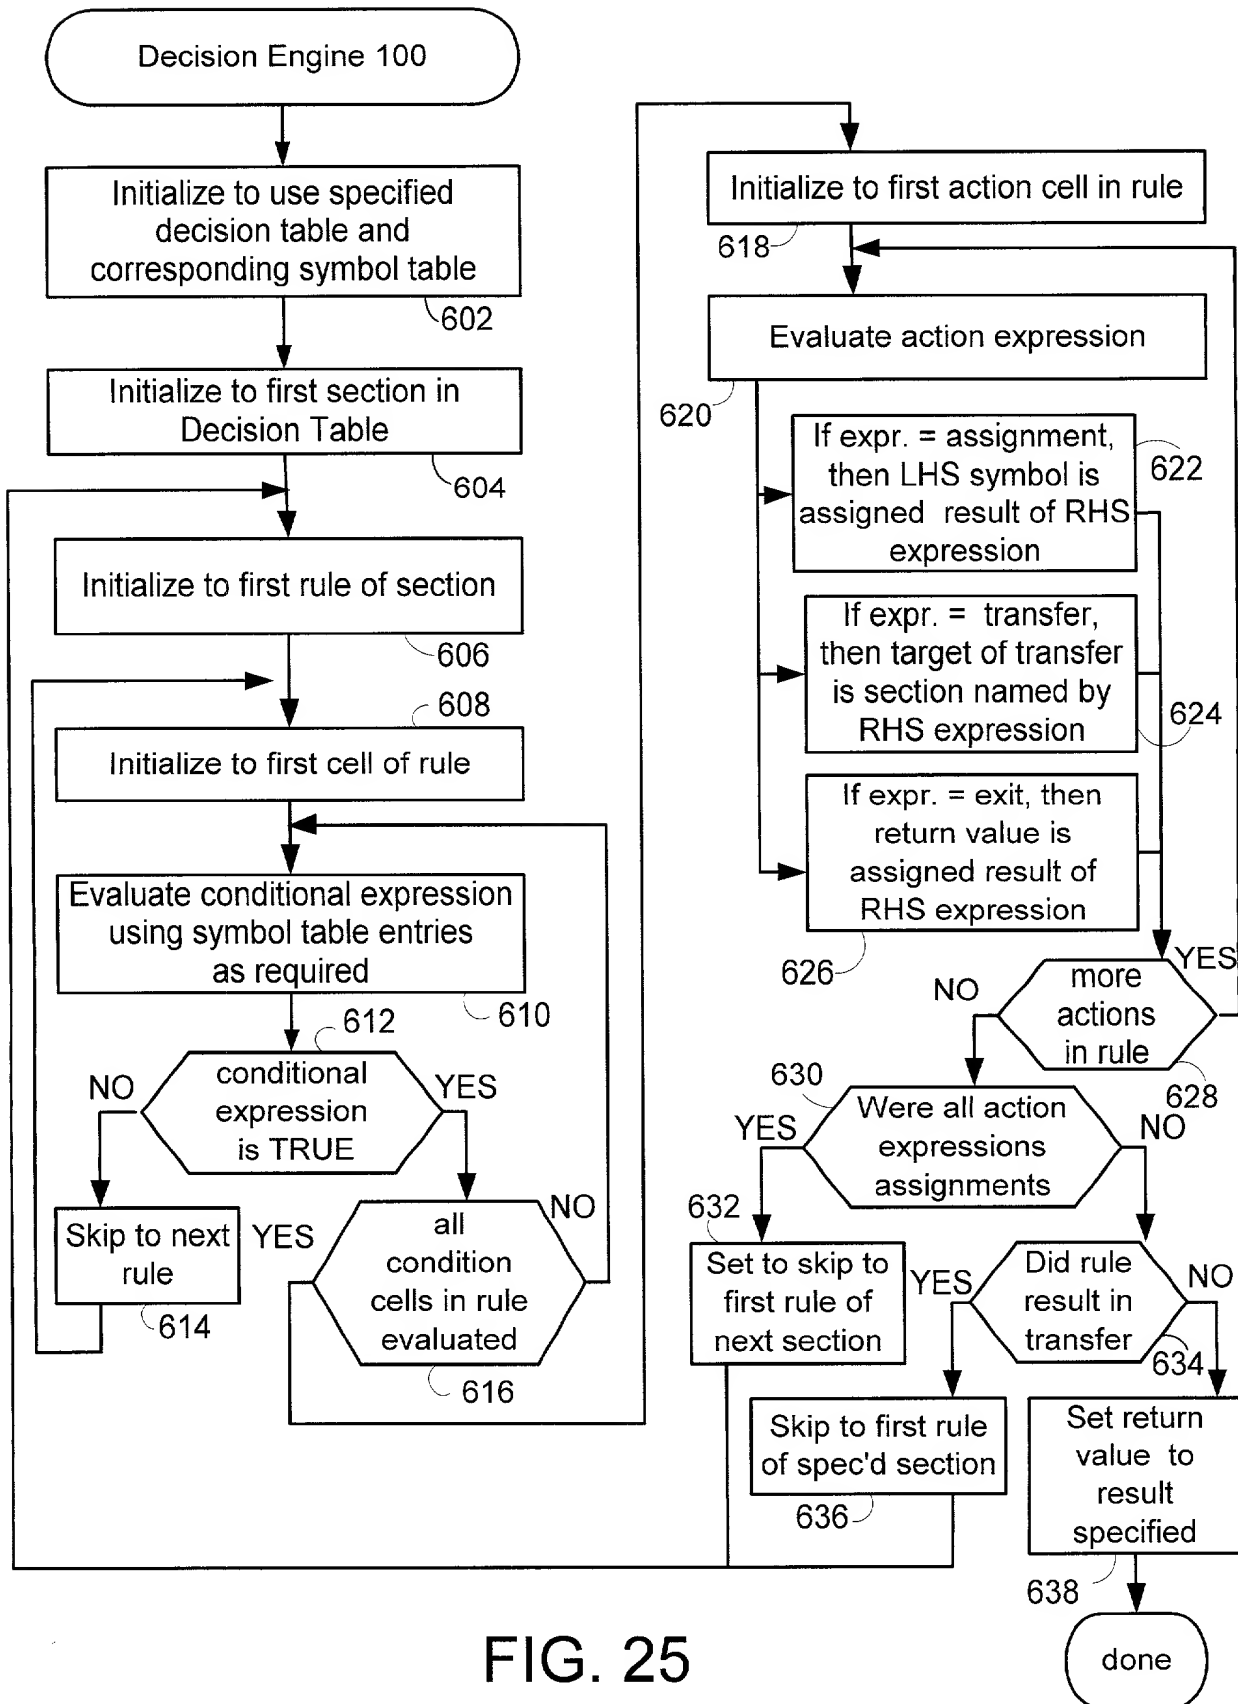 Decision Engine 100
Initialize to use specified
decision table and
corresponding symbol table
602
Initialize to first section in
Decision Table
604
Initialize to first rule of section
606
608
Initialize to first cell of rule
Evaluate conditional expression
using symbol table entries
as required
610
612
NO
conditional
expression
is TRUE
YES
Skip to next
rule
614
YES
all
condition
cells in rule
evaluated
NO
616
Initialize to first action cell in rule
618
Evaluate action expression
620
If expr. = assignment,
then LHS symbol is
assigned result of RHS
expression
622
If expr. = transfer,
then target of transfer
is section named by
RHS expression
624
If expr. = exit, then
return value is
assigned result of
RHS expression
626
YES
NO
more
actions
in rule
628
630
YES
Were all action
expressions
assignments
NO
632
Set to skip to
first rule of
next section
YES
Did rule
result in
transfer
NO
634
Skip to first rule
of spec'd section
636
Set return
value to
result
specified
638
done
FIG. 25